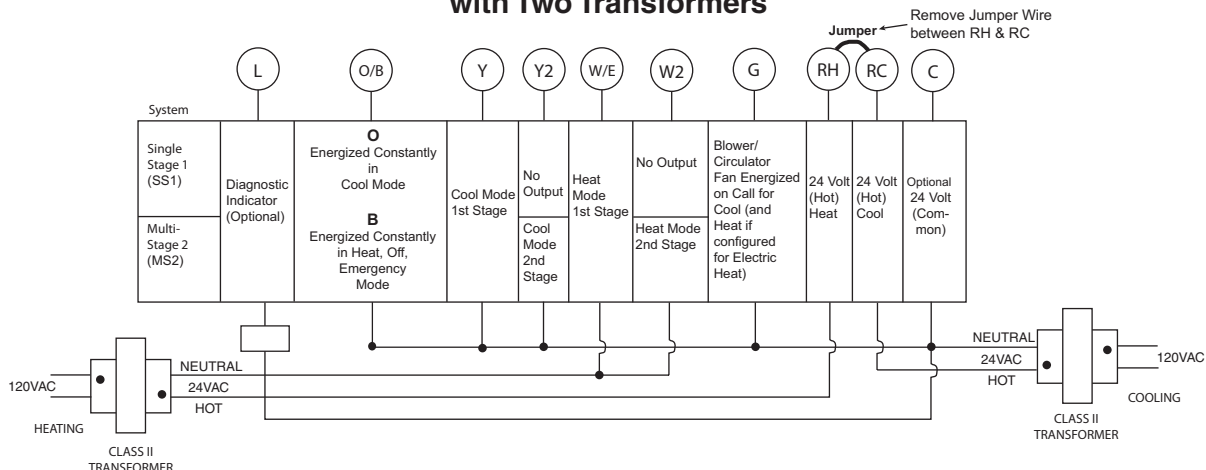 with Two Transformers
Remove Jumper Wire
between RH & RC
Jumper
L
O/B
Y
Y2
W/E
W2
G
RH
RC
C
System
Single
Stage 1
(SS1)
Multi-
Stage 2
(MS2)
Diagnostic
Indicator
(Optional)
O
Energized Constantly
in
Cool Mode
B
Energized Constantly
in Heat, Off,
Emergency
Mode
Cool Mode
1st Stage
No
Output
Cool
Mode
2nd
Stage
Heat
Mode
1st Stage
No Output
Heat Mode
2nd Stage
Blower/
Circulator
Fan Energized
on Call for
Cool (and
Heat if
configured
for Electric
Heat)
24 Volt
(Hot)
Heat
24 Volt
(Hot)
Cool
Optional
24 Volt
(Com-
mon)
120VAC
NEUTRAL
24VAC
HOT
HEATING
CLASS II
TRANSFORMER
NEUTRAL
24VAC
HOT
120VAC
COOLING
CLASS II
TRANSFORMER